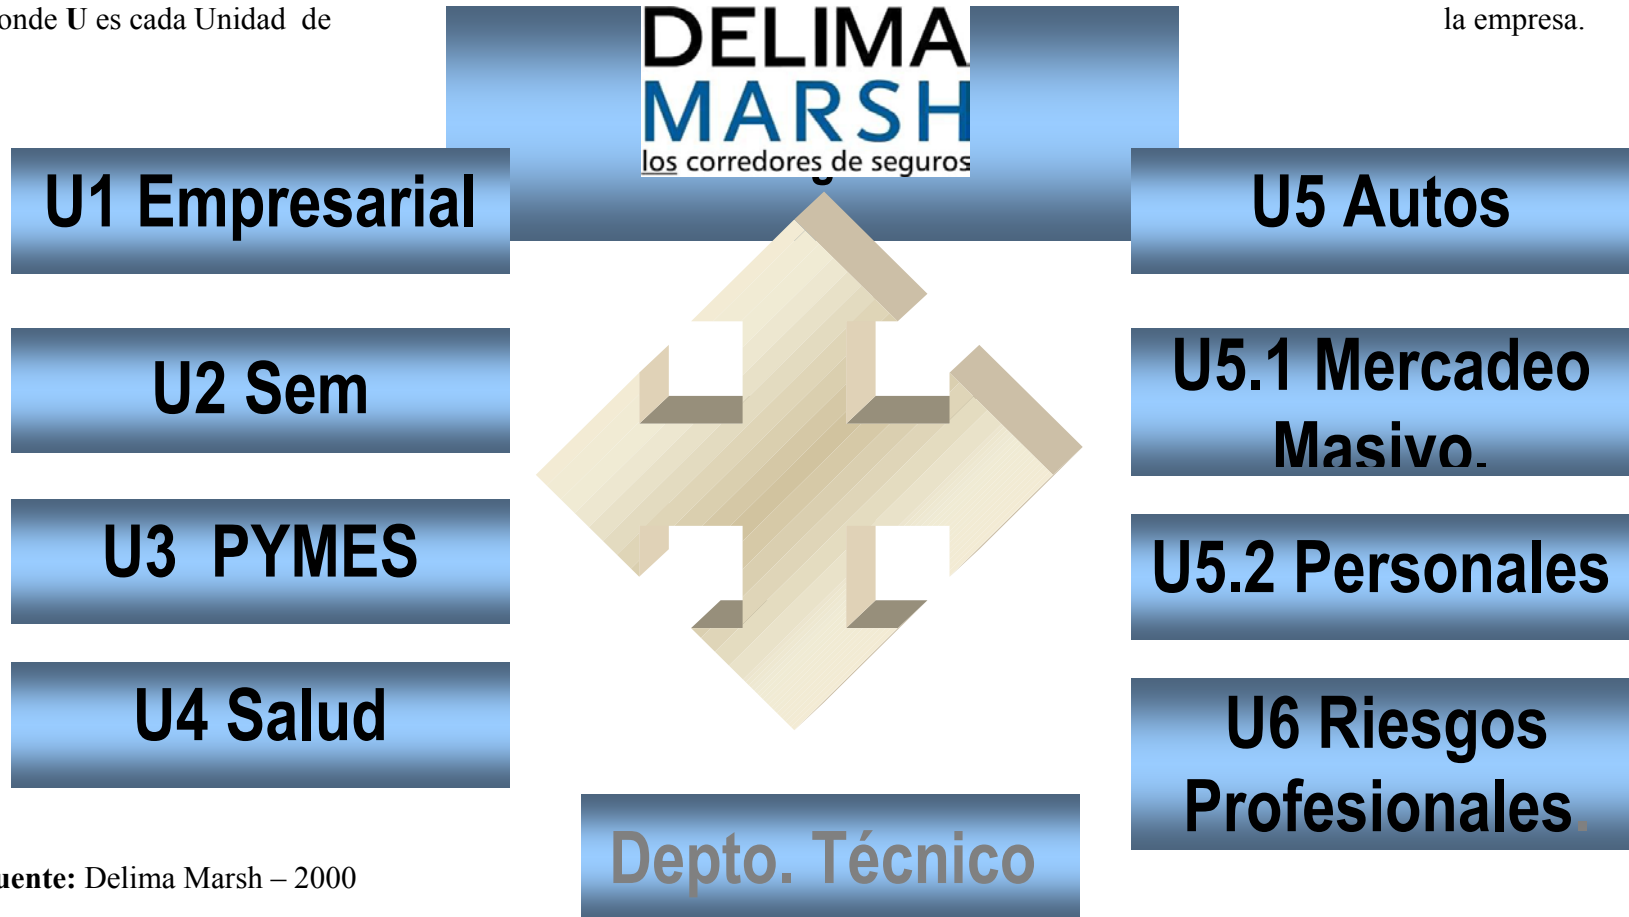 onde U es cada Unidad de la empresa.
DELIMA
MARSH
los corredores de seguros
U1 Empresarial
U5 Autos
U2 Sem
U5.1 Mercadeo
Masivo.
U3 PYMES
U5.2 Personales
U4 Salud
U6 Riesgos
Profesionales.
Depto. Técnico
uente: Delima Marsh – 2000